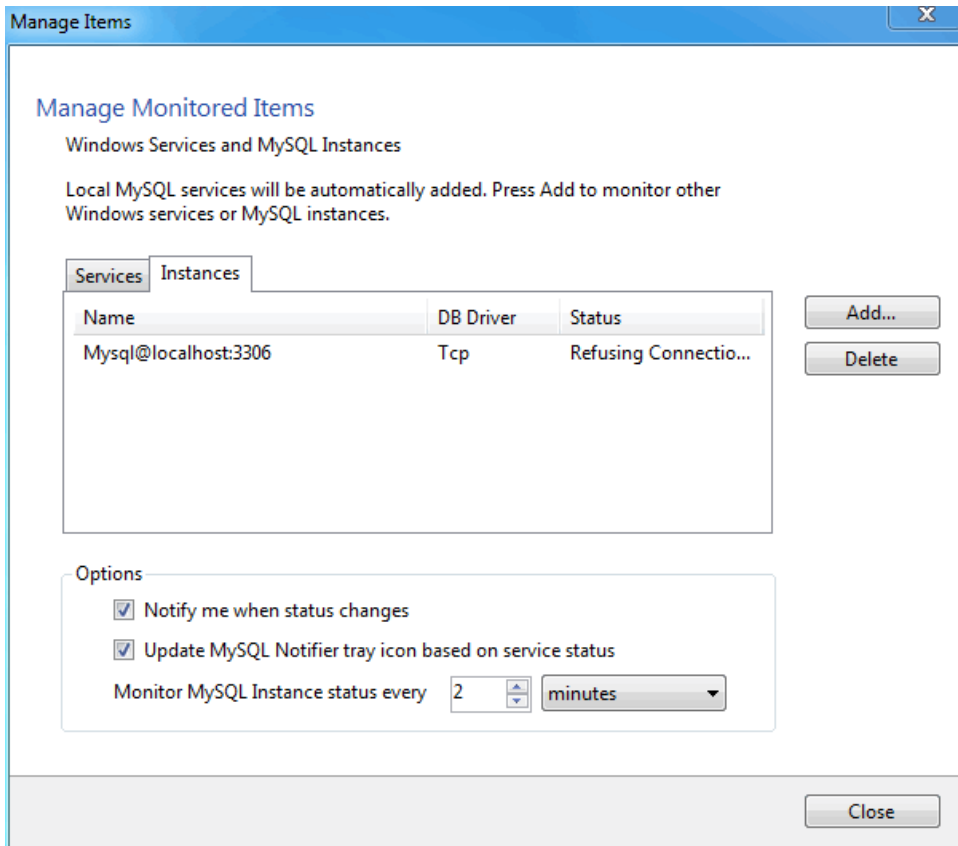 Manage Items
X
Manage Monitored Items
Windows Services and MySQL Instances
Local MySQL services will be automatically added. Press Add to monitor other
Windows services or MySQL instances.
Services Instances
Name DB Driver Status
Mysql@localhost:3306 Tcp Refusing Connectio...
Add...
Delete
Options
Notify me when status changes
Update MySQL Notifier tray icon based on service status
Monitor MySQL Instance status every 2 minutes
Close